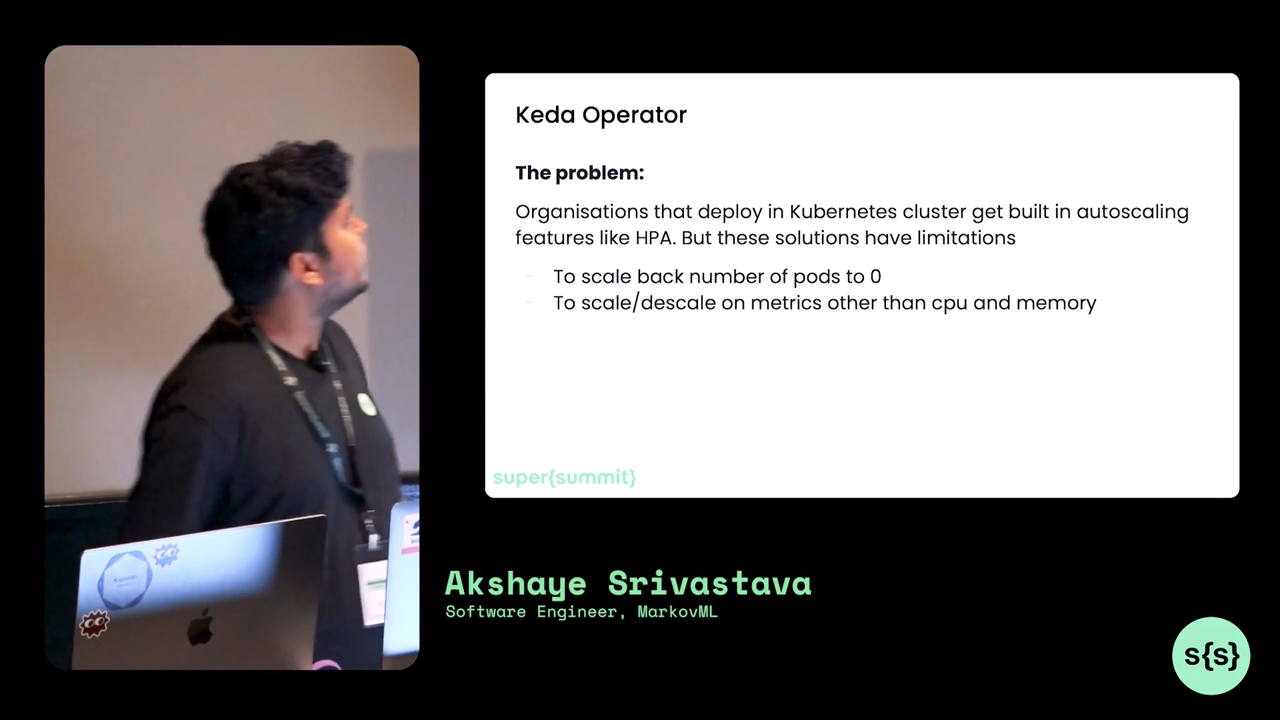 Keda Operator
The problem:
Organisations that deploy in Kubernetes cluster get built in autoscaling
features like HPA. But these solutions have limitations
- To scale back number of pods to 0
- To scale/descale on metrics other than cpu and memory
super{summit}
Akshaye Srivastava
Software Engineer, MarkovML
s{s}